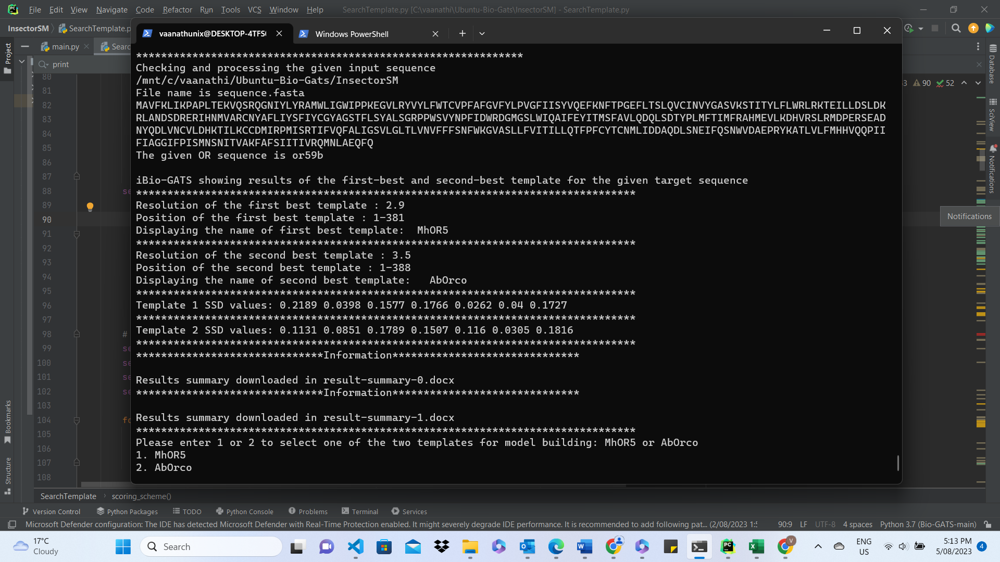 File Edit View Navigate Code Refactor Run Tools VCS Window Help SearchTemplate.py [C:\vaanathi\Ubuntu-Bio-Gats\InsectorSM] - SearchTemplate.py
InsectorSM SearchTemplate.p
vaanathunix@DESKTOP-4TFS
Windows PowerShell
main.py
Searc
print
Project
Bookmarks
Structure
80
81
82
83
84
85
86
87
88 se
89
90
91
92
93
94
95
96
97
98 #
99 se
100 se
101 se
102 se
103
104 fo
105
106
107
108
**************************************************************
Checking and processing the given input sequence
/mnt/c/vaanathi/Ubuntu-Bio-Gats/InsectorSM
File name is sequence.fasta
MAVFKLIKPAPLTEKVQSRQGNIYLYRAMWLIGWIPPKEGVLRYVYLFWTCVPFAFGVFYLPVGFIISYVQEFKNFTPGEFLTSLQVCINVYGASVKSTITYLFLWRLRKTEILLDSLDK
RLANDSDRERIHNMVARCNYAFLIYSFIYCGYAGSTFLSYALSGRPPWSVYNPFIDWRDGMGSLWIQAIFEYITMSFAVLQDQLSDTYPLMFTIMFRAHMEVLKDHVRSLRMDPERSEAD
NYQDLVNCVLDHKTILKCCDMIRPMISRTIFVQFALIGSVLGLTLVNVFFFSNFWKGVASLLFVITILLQTFPFCYTCNMLIDDAQDLSNEIFQSNWVDAEPRYKATLVLFMHHVQQPII
FIAGGIFPISMNSNITVAKFAFSIITIVRQMNLAEQFQ
The given OR sequence is or59b
iBio-GATS showing results of the first-best and second-best template for the given target sequence
********************************************************************************
Resolution of the first best template : 2.9
Position of the first best template : 1-381
Displaying the name of first best template:  MhOR5
********************************************************************************
Resolution of the second best template : 3.5
Position of the second best template : 1-388
Displaying the name of second best template:   AbOrco
********************************************************************************
Template 1 SSD values: 0.2189 0.0398 0.1577 0.1766 0.0262 0.04 0.1727
********************************************************************************
Template 2 SSD values: 0.1131 0.0851 0.1789 0.1507 0.116 0.0305 0.1816
********************************************************************************
******************************Information******************************
Results summary downloaded in result-summary-0.docx
******************************Information******************************
Results summary downloaded in result-summary-1.docx
********************************************************************************
Please enter 1 or 2 to select one of the two templates for model building: MhOR5 or AbOrco
1. MhOR5
2. AbOrco
3 90 52
Database
SciView
Notifications
Notifications
SearchTemplate scoring_scheme()
Version Control Python Packages TODO Python Console Problems Terminal Services
Microsoft Defender configuration: The IDE has detected Microsoft Defender with Real-Time Protection enabled. It might severely degrade IDE performance. It is recommended to add following pat... (2/08/2023 1:5 90:9 LF UTF-8 4 spaces Python 3.7 (Bio-GATS-main)
17°C
Cloudy
Search
ENG
US
5:13 PM
5/08/2023
4